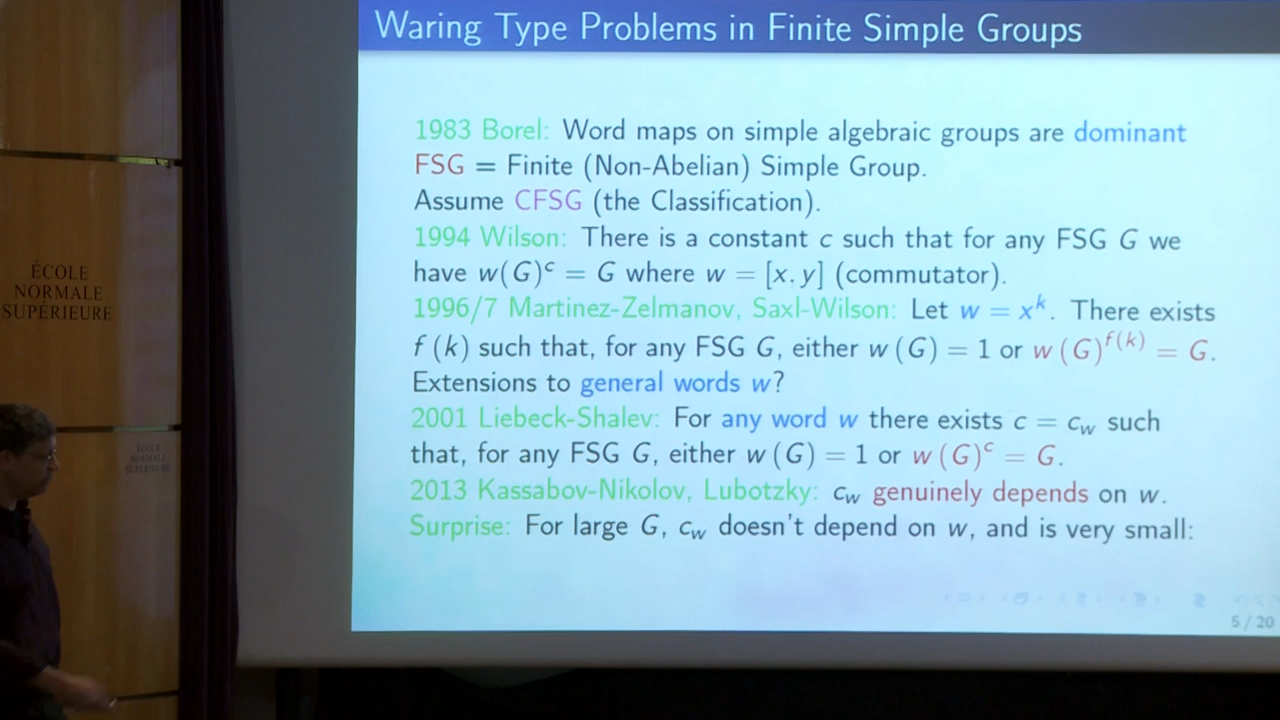 Waring Type Problems in Finite Simple Groups
1983 Borel: Word maps on simple algebraic groups are dominant
FSG = Finite (Non-Abelian) Simple Group.
Assume CFSG (the Classification).
1994 Wilson: There is a constant c such that for any FSG G we
have w(G)ᶜ = G where w = [x, y] (commutator).
1996/7 Martinez-Zelmanov, Saxl-Wilson: Let w = xᵏ. There exists
f (k) such that, for any FSG G, either w (G) = 1 or w (G)^f(k) = G.
Extensions to general words w?
2001 Liebeck-Shalev: For any word w there exists c = c_w such
that, for any FSG G, either w (G) = 1 or w (G)ᶜ = G.
2013 Kassabov-Nikolov, Lubotzky: c_w genuinely depends on w.
Surprise: For large G, c_w doesn't depend on w, and is very small:
5 / 20
ÉCOLE
NORMALE
SUPÉRIEURE
ÉCOLE
NORMALE
SUPÉRIEURE